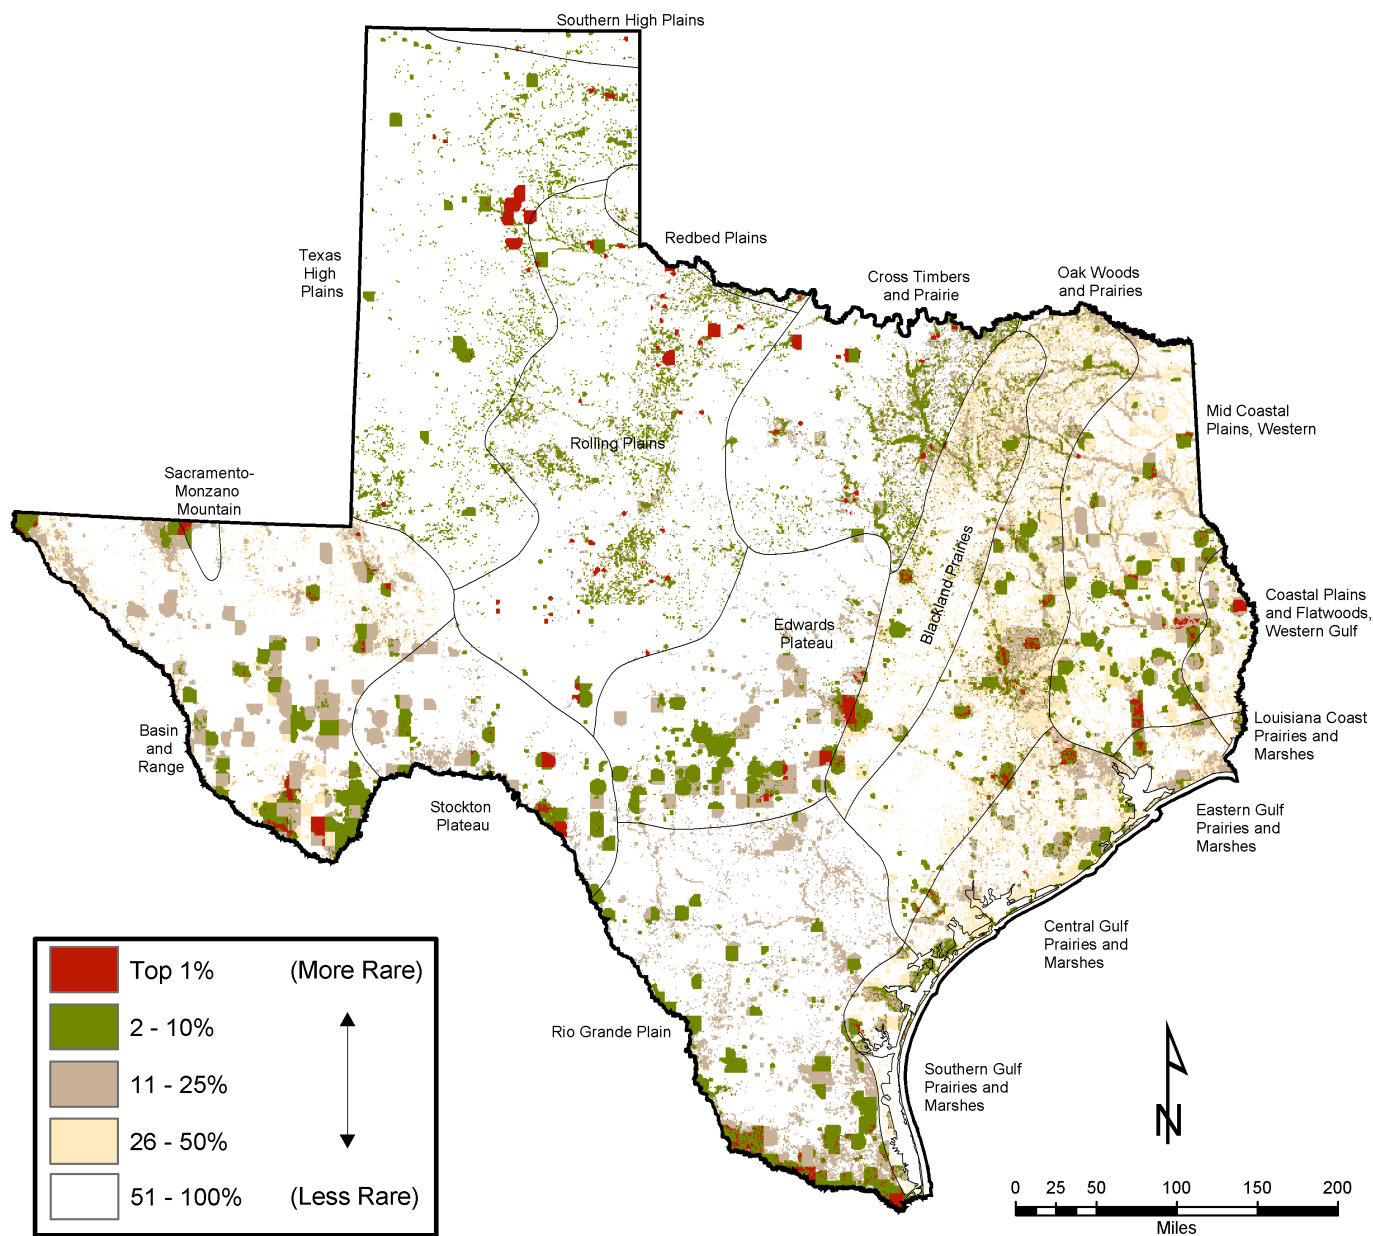 Southern High Plains
Redbed Plains
Texas
High
Plains
Cross Timbers
and Prairie
Oak Woods
and Prairies
Mid Coastal
Plains, Western
Rolling Plains
Sacramento-
Monzano
Mountain
Blackland Prairies
Edwards
Plateau
Coastal Plains
and Flatwoods,
Western Gulf
Basin
and
Range
Louisiana Coast
Prairies and
Marshes
Stockton
Plateau
Eastern Gulf
Prairies and
Marshes
Central Gulf
Prairies and
Marshes
Rio Grande Plain
Southern Gulf
Prairies and
Marshes
Top 1% (More Rare)
2 - 10%
11 - 25%
26 - 50%
51 - 100% (Less Rare)
N
0 25 50 100 150 200
Miles